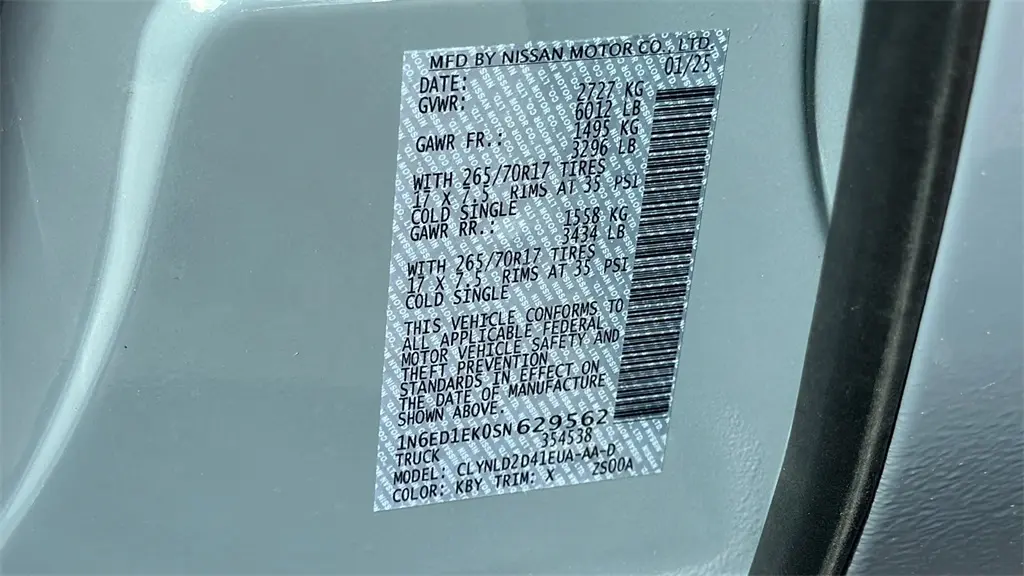 MFD BY NISSAN MOTOR CO., LTD.
DATE: 01/25
GVWR: 2727 KG
6012 LB
GAWR FR.: 1495 KG
3296 LB
WITH 265/70R17 TIRES
17 X 7.5 RIMS AT 35 PSI
COLD SINGLE
GAWR RR.: 1558 KG
3434 LB
WITH 265/70R17 TIRES
17 X 7.5 RIMS AT 35 PSI
COLD SINGLE
THIS VEHICLE CONFORMS TO
ALL APPLICABLE FEDERAL
MOTOR VEHICLE SAFETY AND
THEFT PREVENTION
STANDARDS IN EFFECT ON
THE DATE OF MANUFACTURE
SHOWN ABOVE.
1N6ED1EK0SN629562
TRUCK 354538
MODEL: CLYNLD2D41EUA-AA-D
COLOR: KBY TRIM: X 2S00A